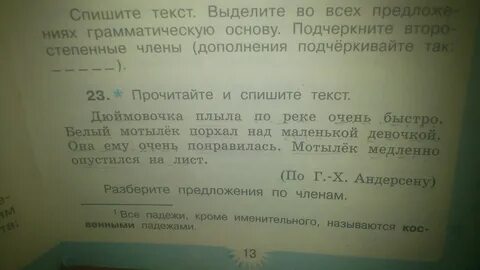 Спишите текст. Выделите во всех предложе-
ниях грамматическую основу. Подчеркните второ-
степенные члены (дополнения подчёркивайте так:
_ _ _ _ _).
23.* Прочитайте и спишите текст.
Дюймовочка плыла по реке очень быстро.
Белый мотылёк порхал над маленькой девочкой.
Она ему очень понравилась. Мотылёк медленно
опустился на лист.
(По Г.-Х. Андерсену)
Разберите предложения по членам.
1 Все падежи, кроме именительного, называются кос-
венными падежами.
13